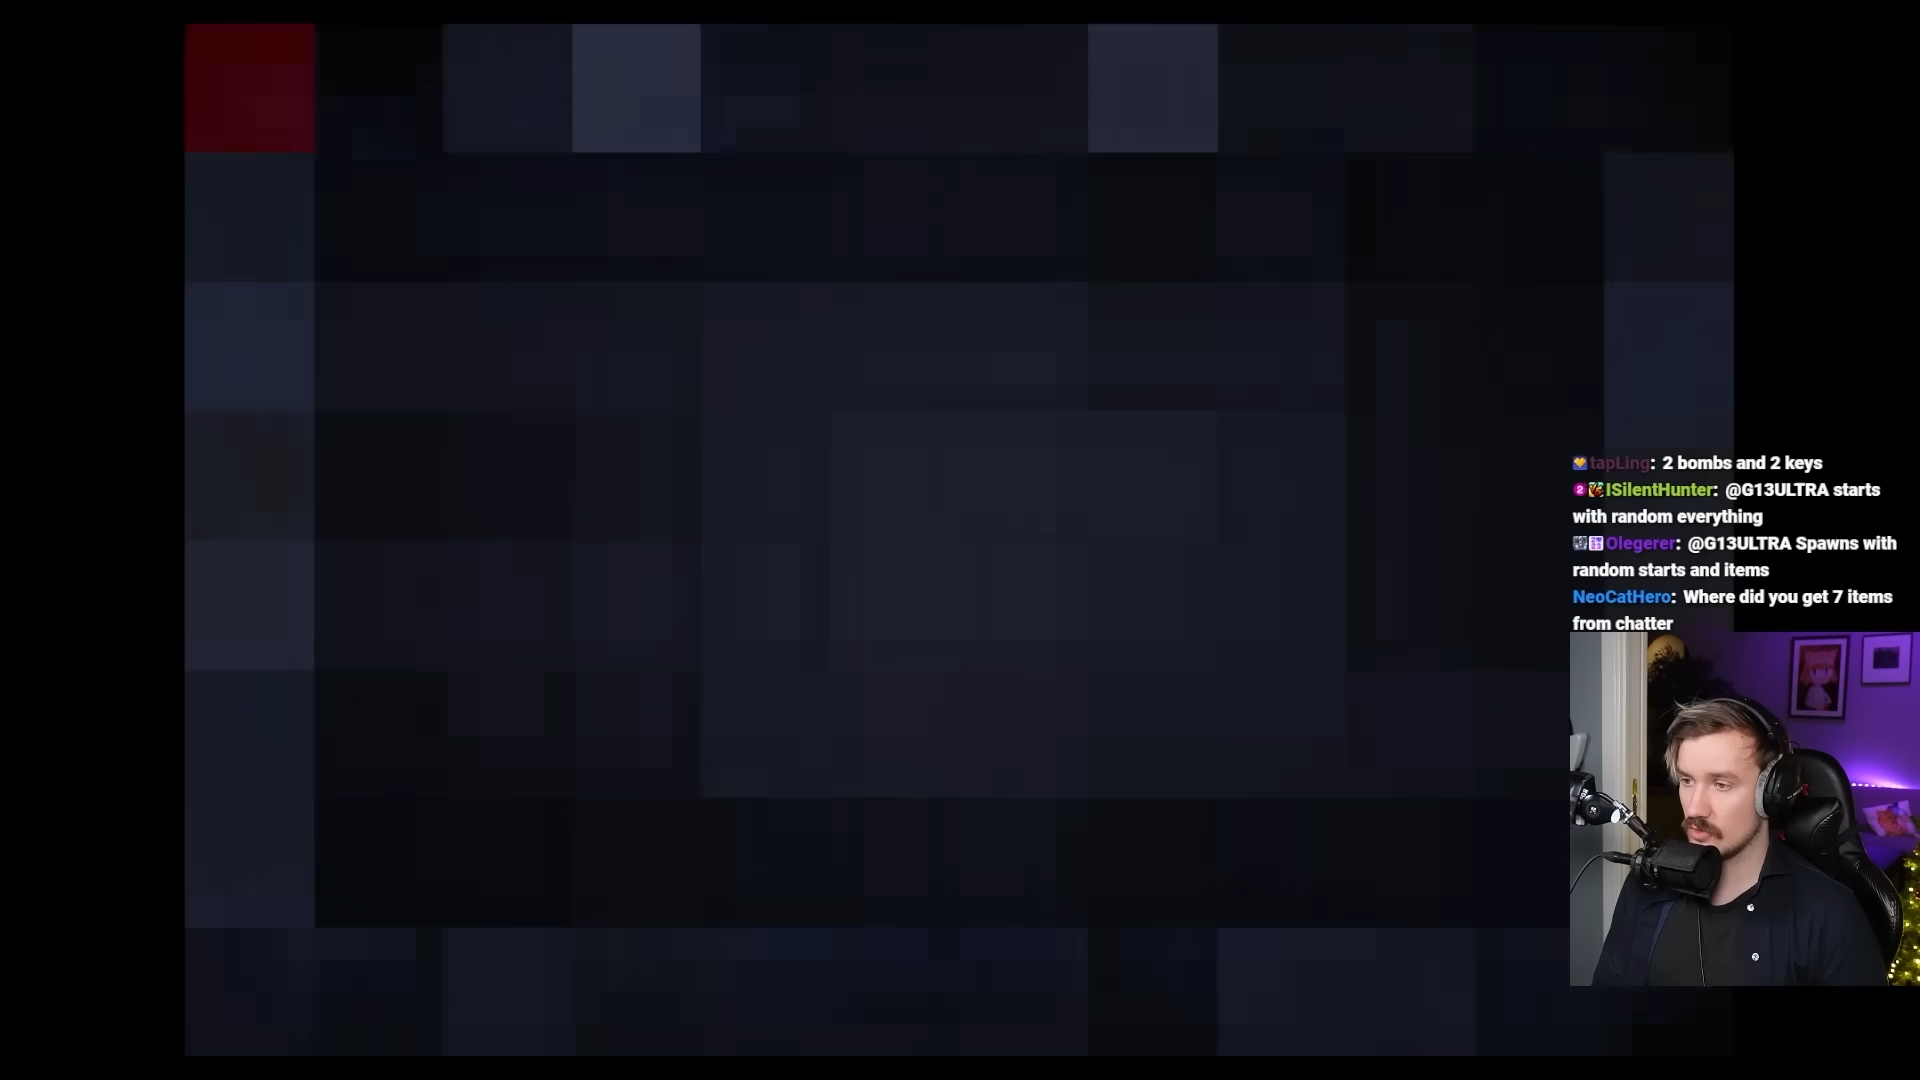 tapLing: 2 bombs and 2 keys
ISilentHunter: @G13ULTRA starts
with random everything
Olegerer: @G13ULTRA Spawns with
random starts and items
NeoCatHero: Where did you get 7 items
from chatter